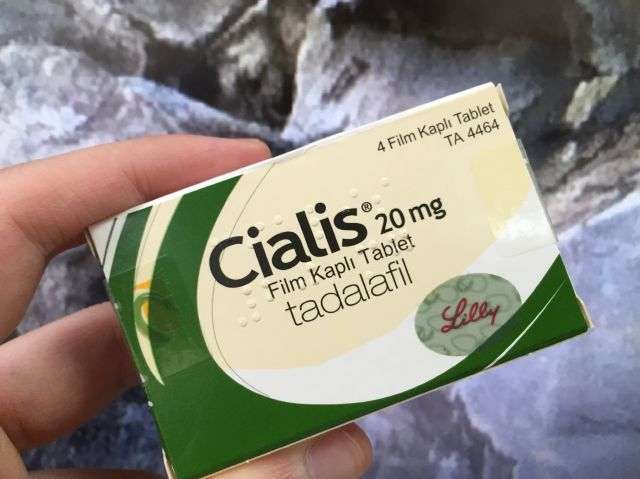 4 Film Kaplı Tablet
TA 4464
Cialis® 20 mg
Film Kaplı Tablet
tadalafil
Lilly